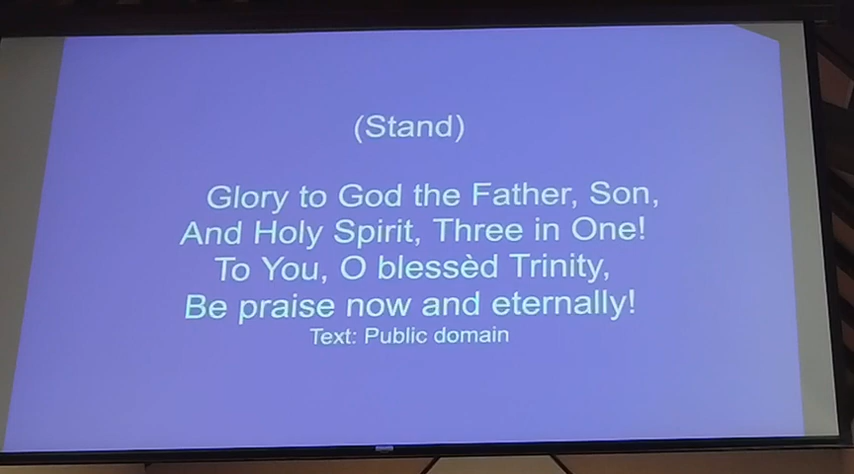 (Stand)
Glory to God the Father, Son,
And Holy Spirit, Three in One!
To You, O blessèd Trinity,
Be praise now and eternally!
Text: Public domain